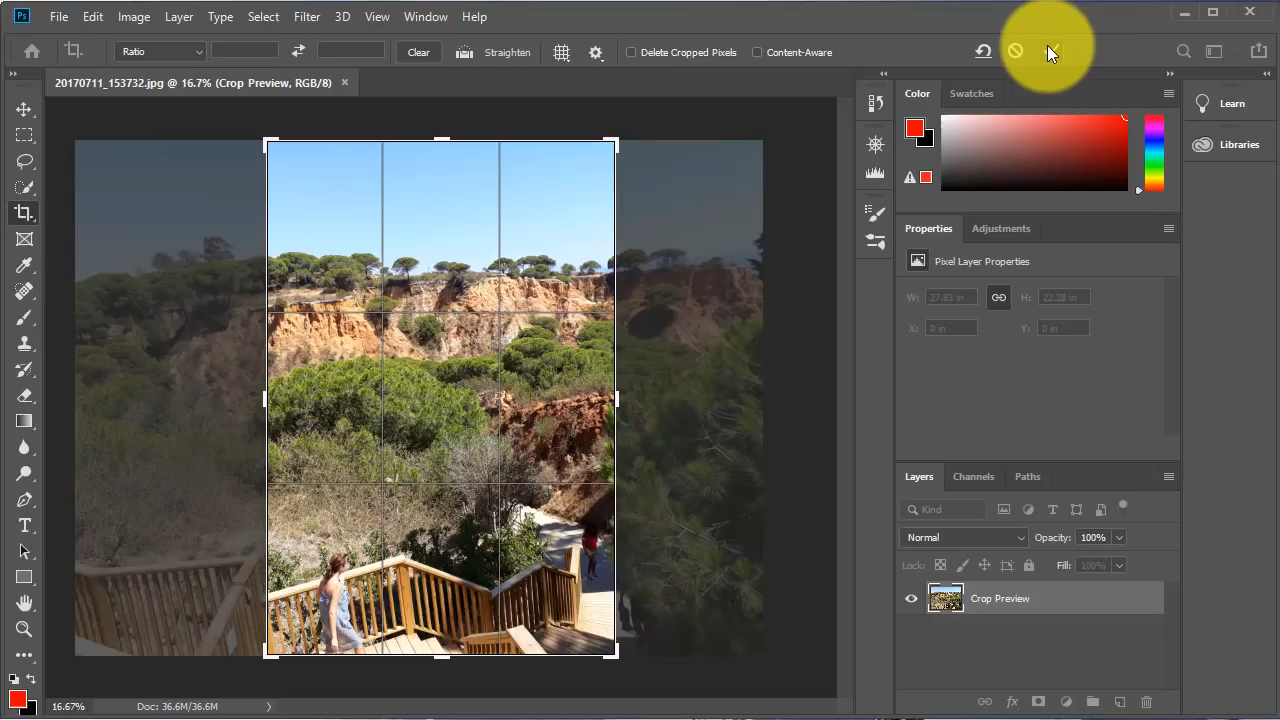 Ps File Edit Image Layer Type Select Filter 3D View Window Help
Ratio Clear Straighten Delete Cropped Pixels Content-Aware
20170711_153732.jpg @ 16.7% (Crop Preview, RGB/8)
Color Swatches
Learn
Libraries
Properties Adjustments
Pixel Layer Properties
W: 27.83 in H: 22.28 in
X: 0 in Y: 0 in
Layers Channels Paths
Kind
Normal Opacity: 100%
Lock: Fill: 100%
Crop Preview
fx
16.67% Doc: 36.6M/36.6M